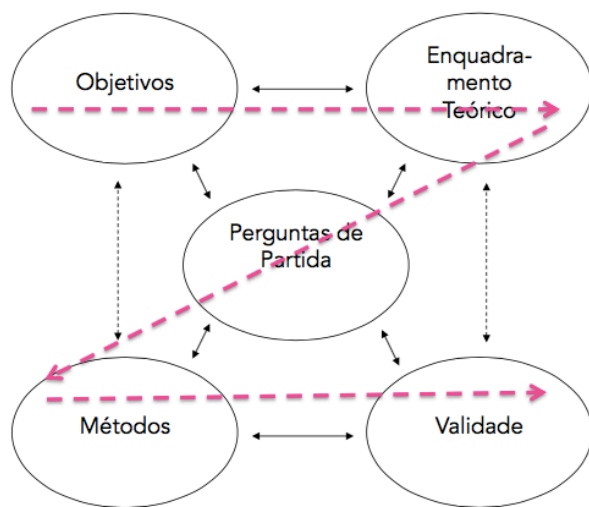 Objetivos
Enquadra-
mento
Teórico
Perguntas de
Partida
Métodos
Validade